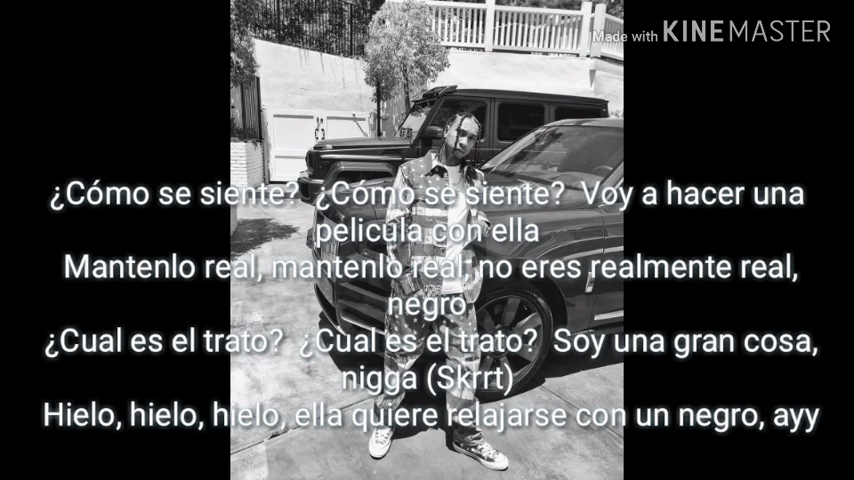 Made with KINEMASTER
¿Cómo se siente?  ¿Cómo se siente?  Voy a hacer una
pelicula con ella
Mantenlo real, mantenlo real, no eres realmente real,
negro
¿Cual es el trato?  ¿Cual es el trato?  Soy una gran cosa,
nigga (Skrrt)
Hielo, hielo, hielo, ella quiere relajarse con un negro, ayy